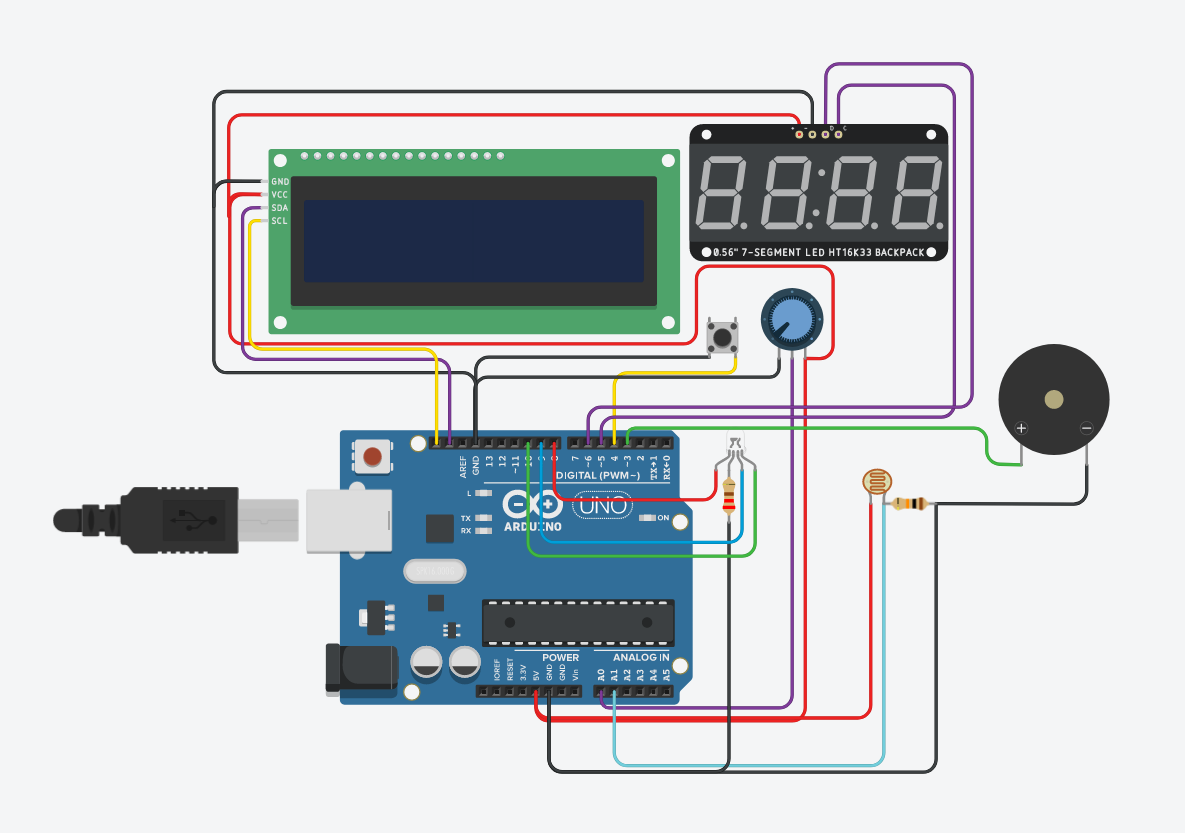 + - D C
GND
VCC
SDA
SCL
0.56" 7-SEGMENT LED HT16K33 BACKPACK
+ −
AREF
GND
13
12
~11
10
9
8
7
~6
~5
4
~3
2
TX→1
RX←0
DIGITAL (PWM~)
L
TX
RX
ARDUINO
UNO
ON
POWER
ANALOG IN
IOREF
RESET
3.3V
5V
GND
GND
Vin
A0
A1
A2
A3
A4
A5